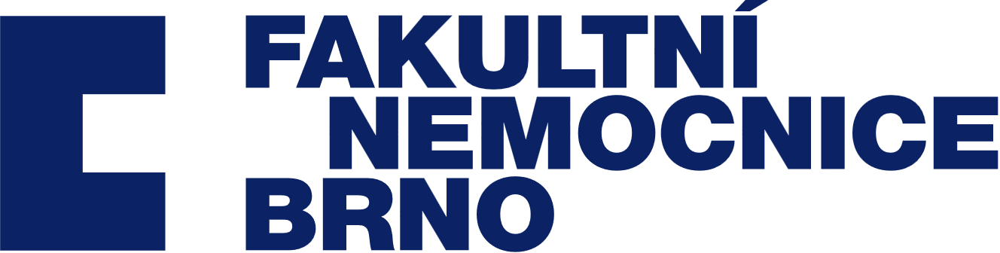 FAKULTNÍ
NEMOCNICE
BRNO